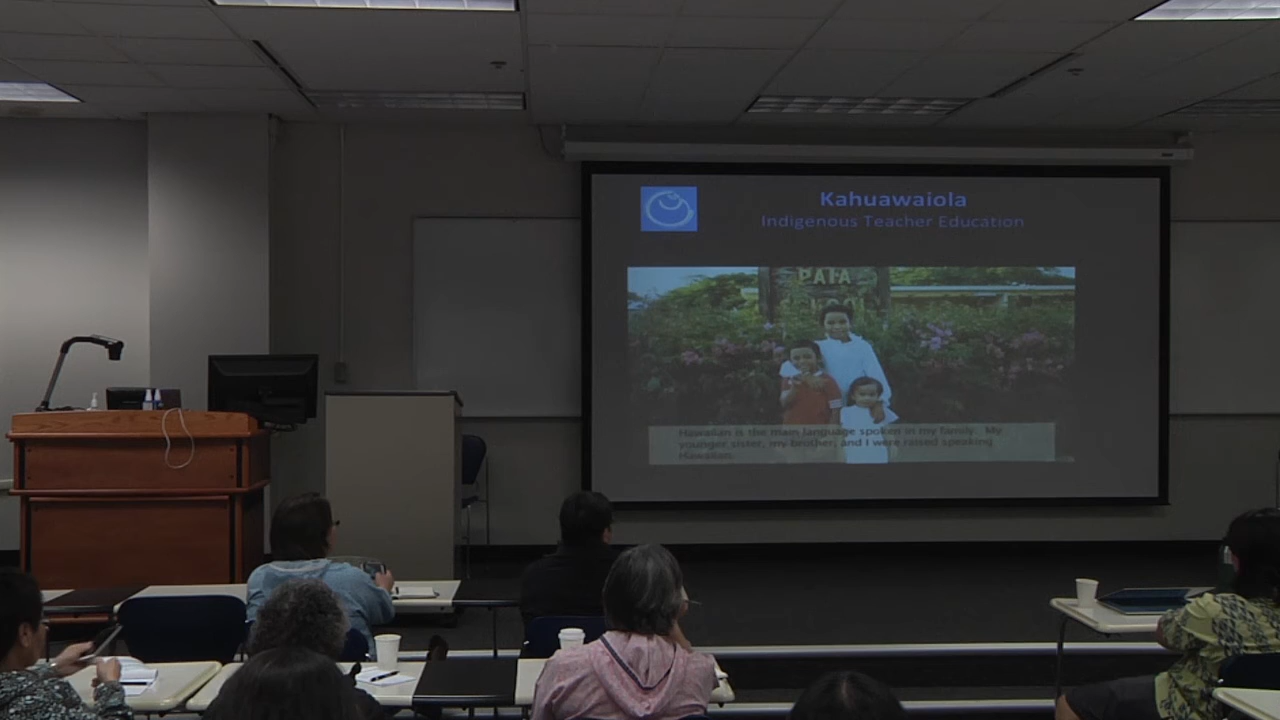 Kahuawaiola
Indigenous Teacher Education
PAIA
SCHOOL
Hawaiian is the main language spoken in my family. My
younger sister, my brother, and I were raised speaking
Hawaiian.